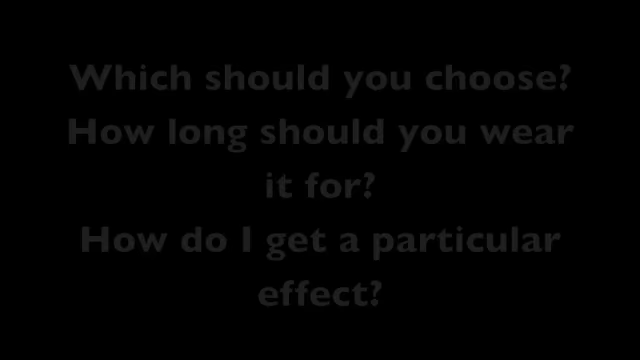 Which should you choose?
How long should you wear
it for?
How do I get a particular
effect?